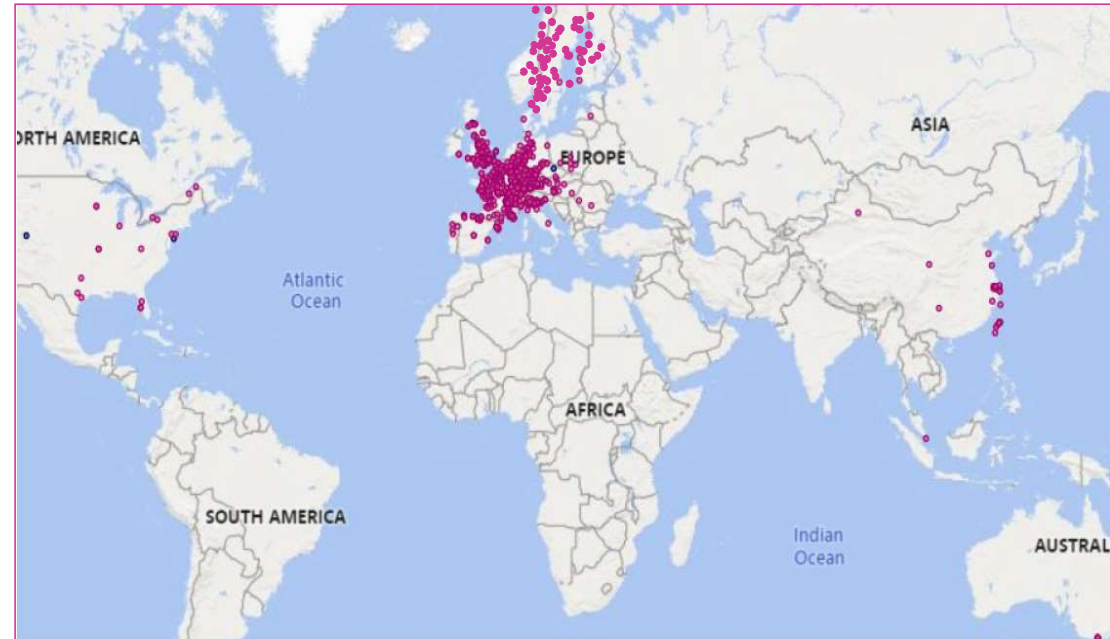 ORTH AMERICA
ASIA
EUROPE
Atlantic
Ocean
AFRICA
SOUTH AMERICA
Indian
Ocean
AUSTRAL